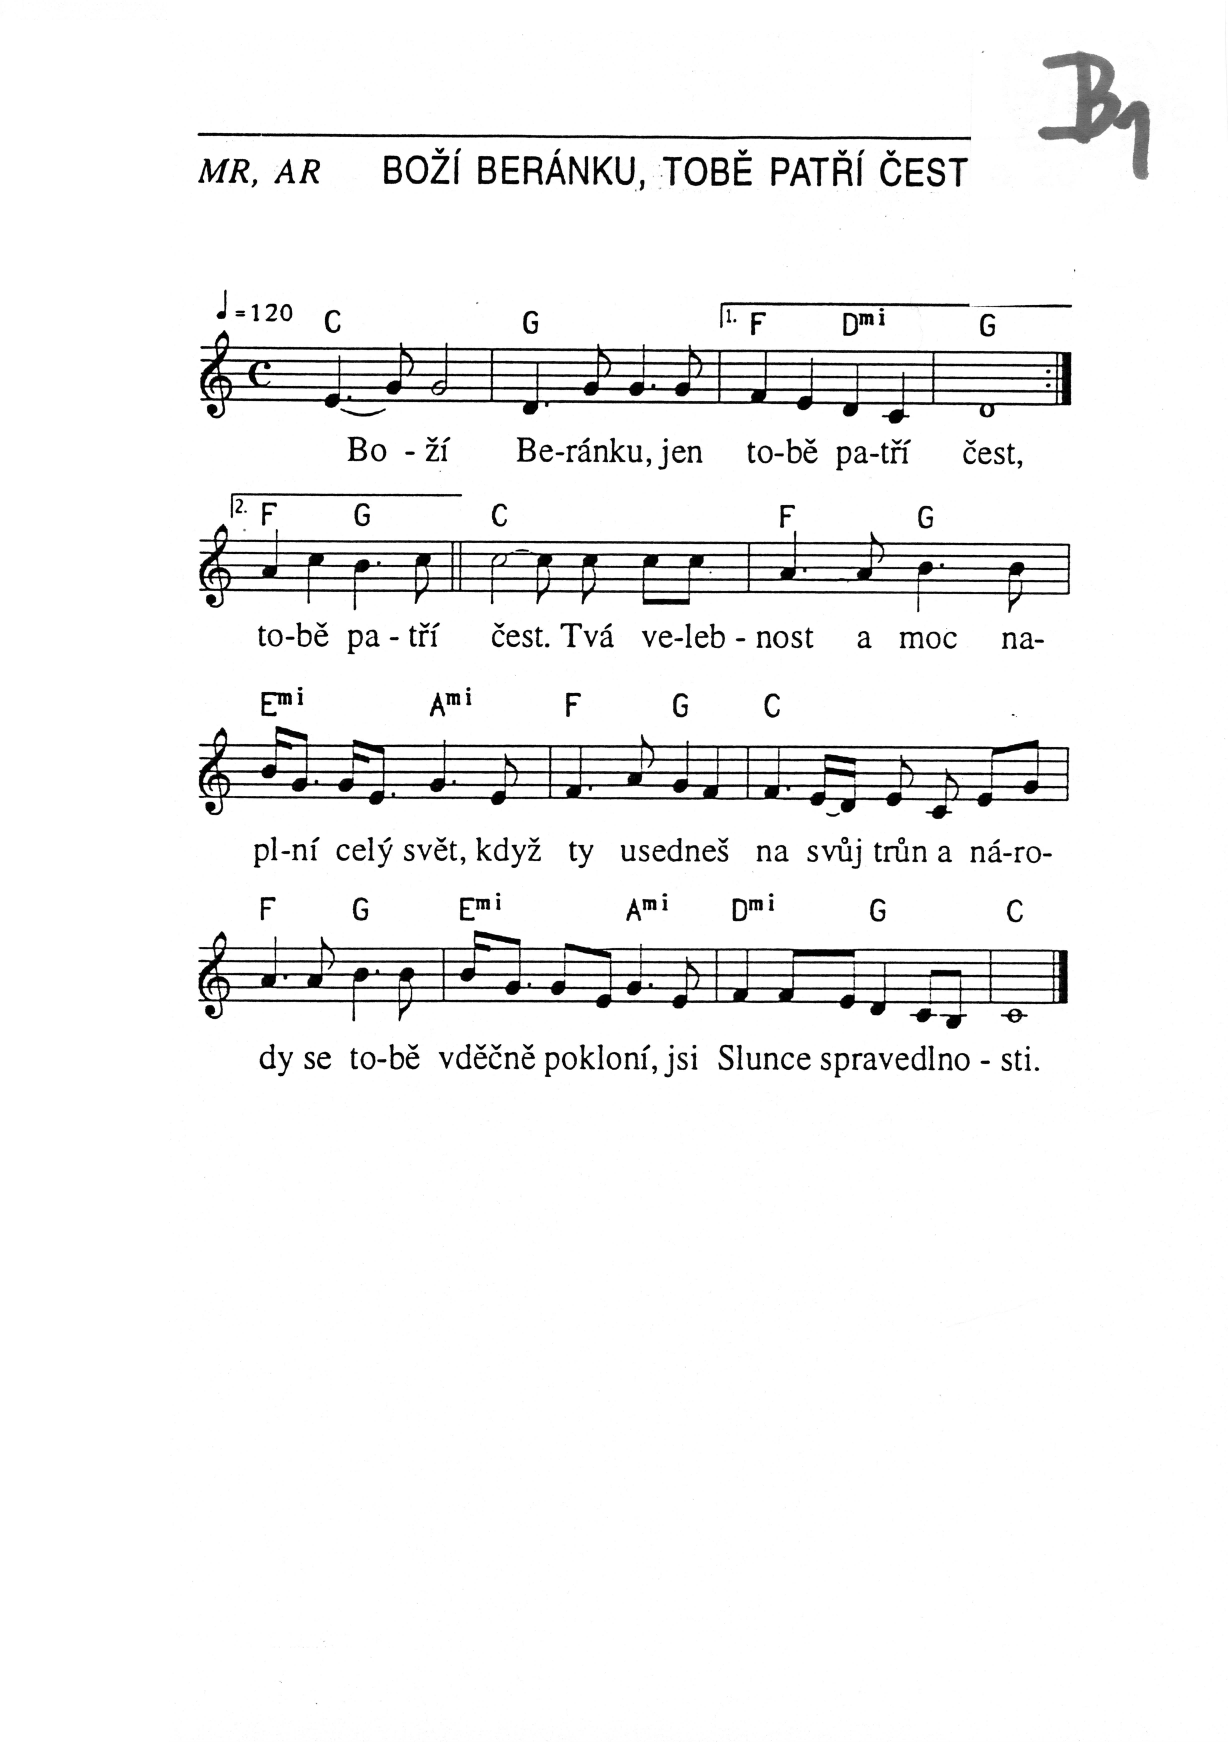 B1
MR, AR BOŽÍ BERÁNKU, TOBĚ PATŘÍ ČEST
♩=120 C G 1. F Dmi G
Bo - ží Be-ránku, jen to-bě pa-tří čest,
2. F G C F G
to-bě pa - tří čest. Tvá ve-leb - nost a moc na-
Emi Ami F G C
pl-ní celý svět, když ty usedneš na svůj trůn a ná-ro-
F G Emi Ami Dmi G C
dy se to-bě vděčně pokloní, jsi Slunce spravedlno - sti.